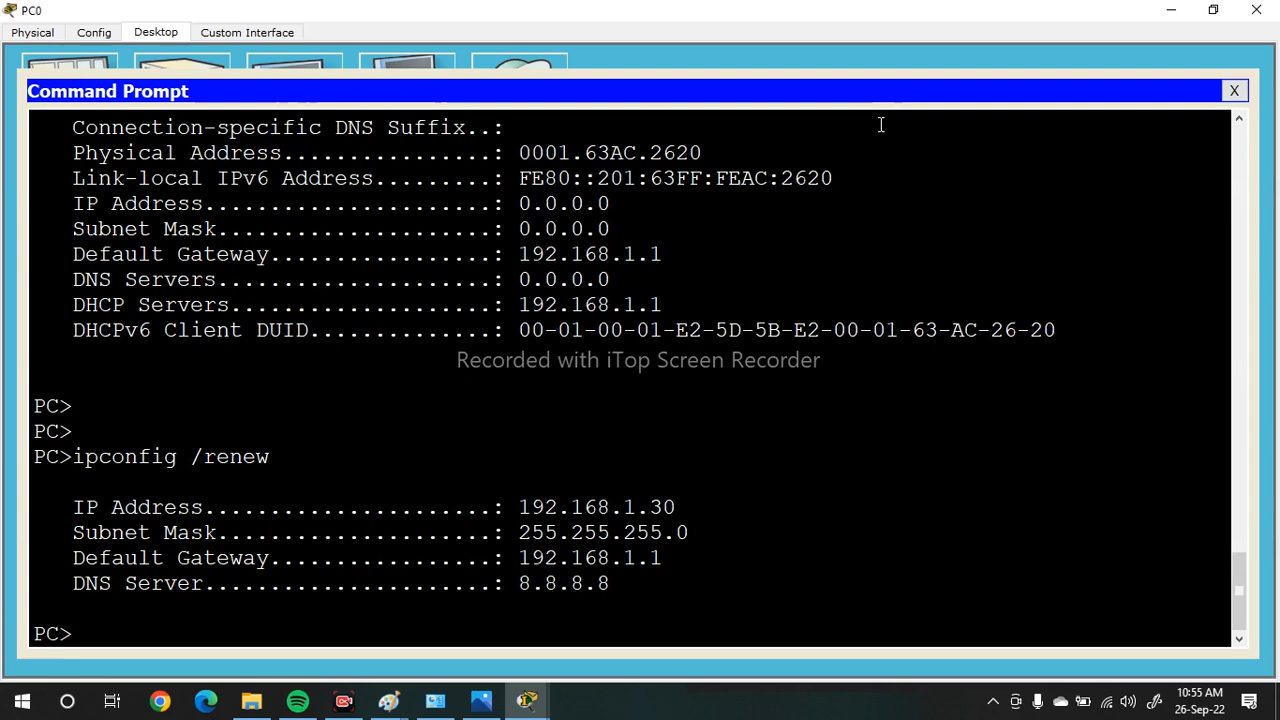 PC0
Physical Config Desktop Custom Interface
Command Prompt X
Connection-specific DNS Suffix..:
Physical Address................: 0001.63AC.2620
Link-local IPv6 Address.........: FE80::201:63FF:FEAC:2620
IP Address......................: 0.0.0.0
Subnet Mask.....................: 0.0.0.0
Default Gateway.................: 192.168.1.1
DNS Servers.....................: 0.0.0.0
DHCP Servers....................: 192.168.1.1
DHCPv6 Client DUID..............: 00-01-00-01-E2-5D-5B-E2-00-01-63-AC-26-20
Recorded with iTop Screen Recorder
PC>
PC>
PC>ipconfig /renew
IP Address......................: 192.168.1.30
Subnet Mask.....................: 255.255.255.0
Default Gateway.................: 192.168.1.1
DNS Server......................: 8.8.8.8
PC>
10:55 AM
26-Sep-22